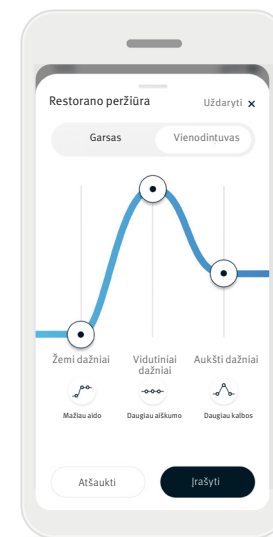 Restorano peržiūra
Uždaryti x
Garsas
Vienodintuvas
Žemi dažniai
Vidutiniai
dažniai
Aukšti dažniai
Mažiau aido
Daugiau aiškumo
Daugiau kalbos
Atšaukti
Įrašyti